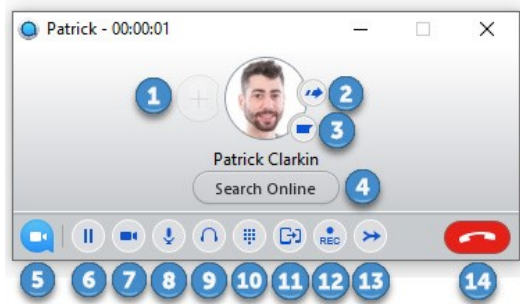 Patrick - 00:00:01
1
2
3
Patrick Clarkin
Search Online
4
REC
5 6 7 8 9 10 11 12 13 14